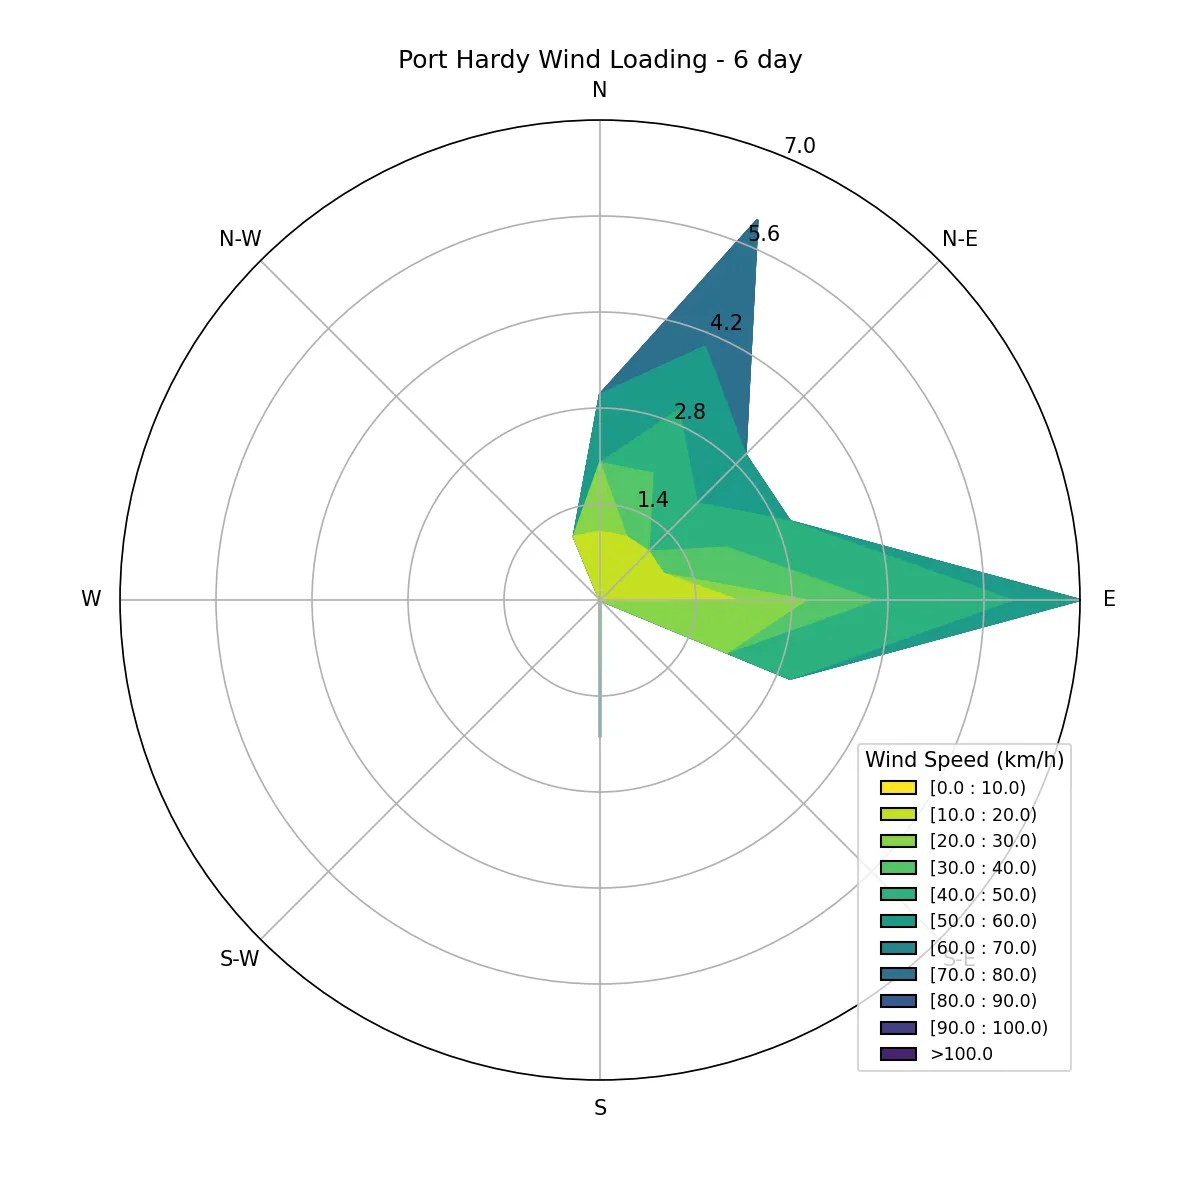 Port Hardy Wind Loading - 6 day
N
7.0
N-W
5.6
N-E
4.2
2.8
1.4
W
E
Wind Speed (km/h)
[0.0 : 10.0)
[10.0 : 20.0)
[20.0 : 30.0)
[30.0 : 40.0)
[40.0 : 50.0)
[50.0 : 60.0)
[60.0 : 70.0)
S-W
S-E
[70.0 : 80.0)
[80.0 : 90.0)
[90.0 : 100.0)
>100.0
S